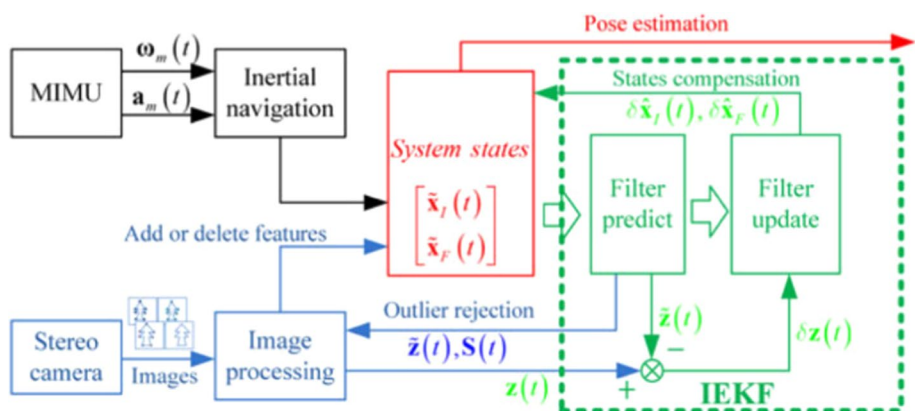 Pose estimation
MIMU
ω_m(t)
a_m(t)
Inertial
navigation
System states
x̃_I(t)
x̃_F(t)
States compensation
δx̂_I(t), δx̂_F(t)
Filter
predict
Filter
update
Add or delete features
Stereo
camera
Images
Image
processing
Outlier rejection
z̃(t), S(t)
z(t)
z̃(t)
−
+
δz(t)
IEKF